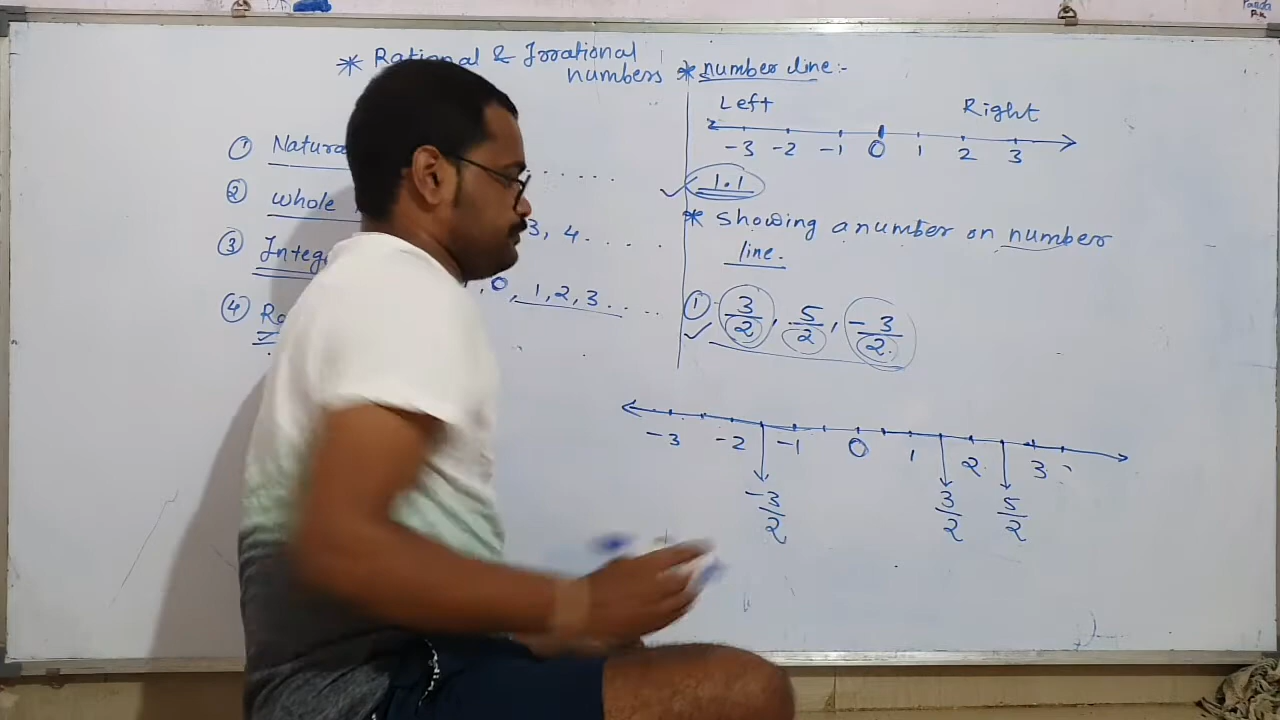 * Rational & Irrational
numbers
① Natura
.....
② whole
3, 4.....
③ Integ
, 0, 1, 2, 3.....
④ Ra
* number line:-
Left Right
-3 -2 -1 0 1 2 3
1.1
* Showing a number on number
line.
① 3/2, 5/2, -3/2.
-3 -2 -1 0 1 2 3
-3/2 3/2 5/2